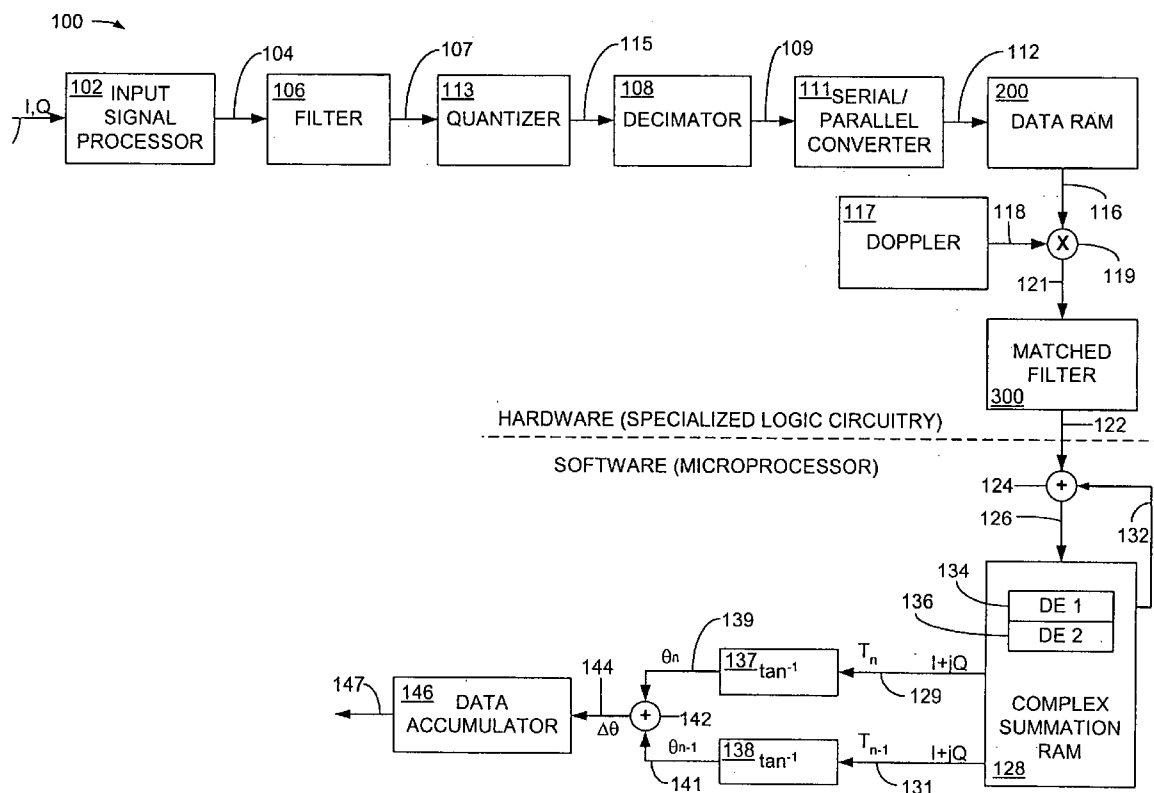 100
104
107
115
109
112
I,Q
102 INPUT
SIGNAL
PROCESSOR
106
FILTER
113
QUANTIZER
108
DECIMATOR
111 SERIAL/
PARALLEL
CONVERTER
200
DATA RAM
116
117
DOPPLER
118
X
119
121
MATCHED
FILTER
300
122
HARDWARE (SPECIALIZED LOGIC CIRCUITRY)
SOFTWARE (MICROPROCESSOR)
124
+
126
132
134
DE 1
136
DE 2
COMPLEX
SUMMATION
RAM
128
139
θn
137 tan-1
Tn
I+jQ
129
147
146
DATA
ACCUMULATOR
144
Δθ
+
142
θn-1
141
138 tan-1
Tn-1
I+jQ
131